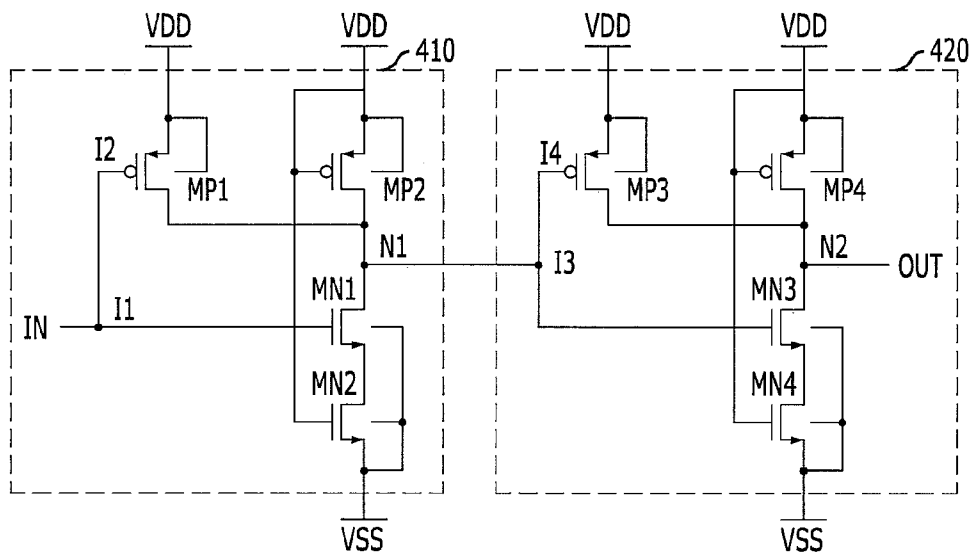 VDD
VDD
410
VDD
VDD
420
I2
MP1
MP2
I4
MP3
MP4
N1
I3
N2
OUT
MN1
MN3
IN
I1
MN2
MN4
VSS
VSS